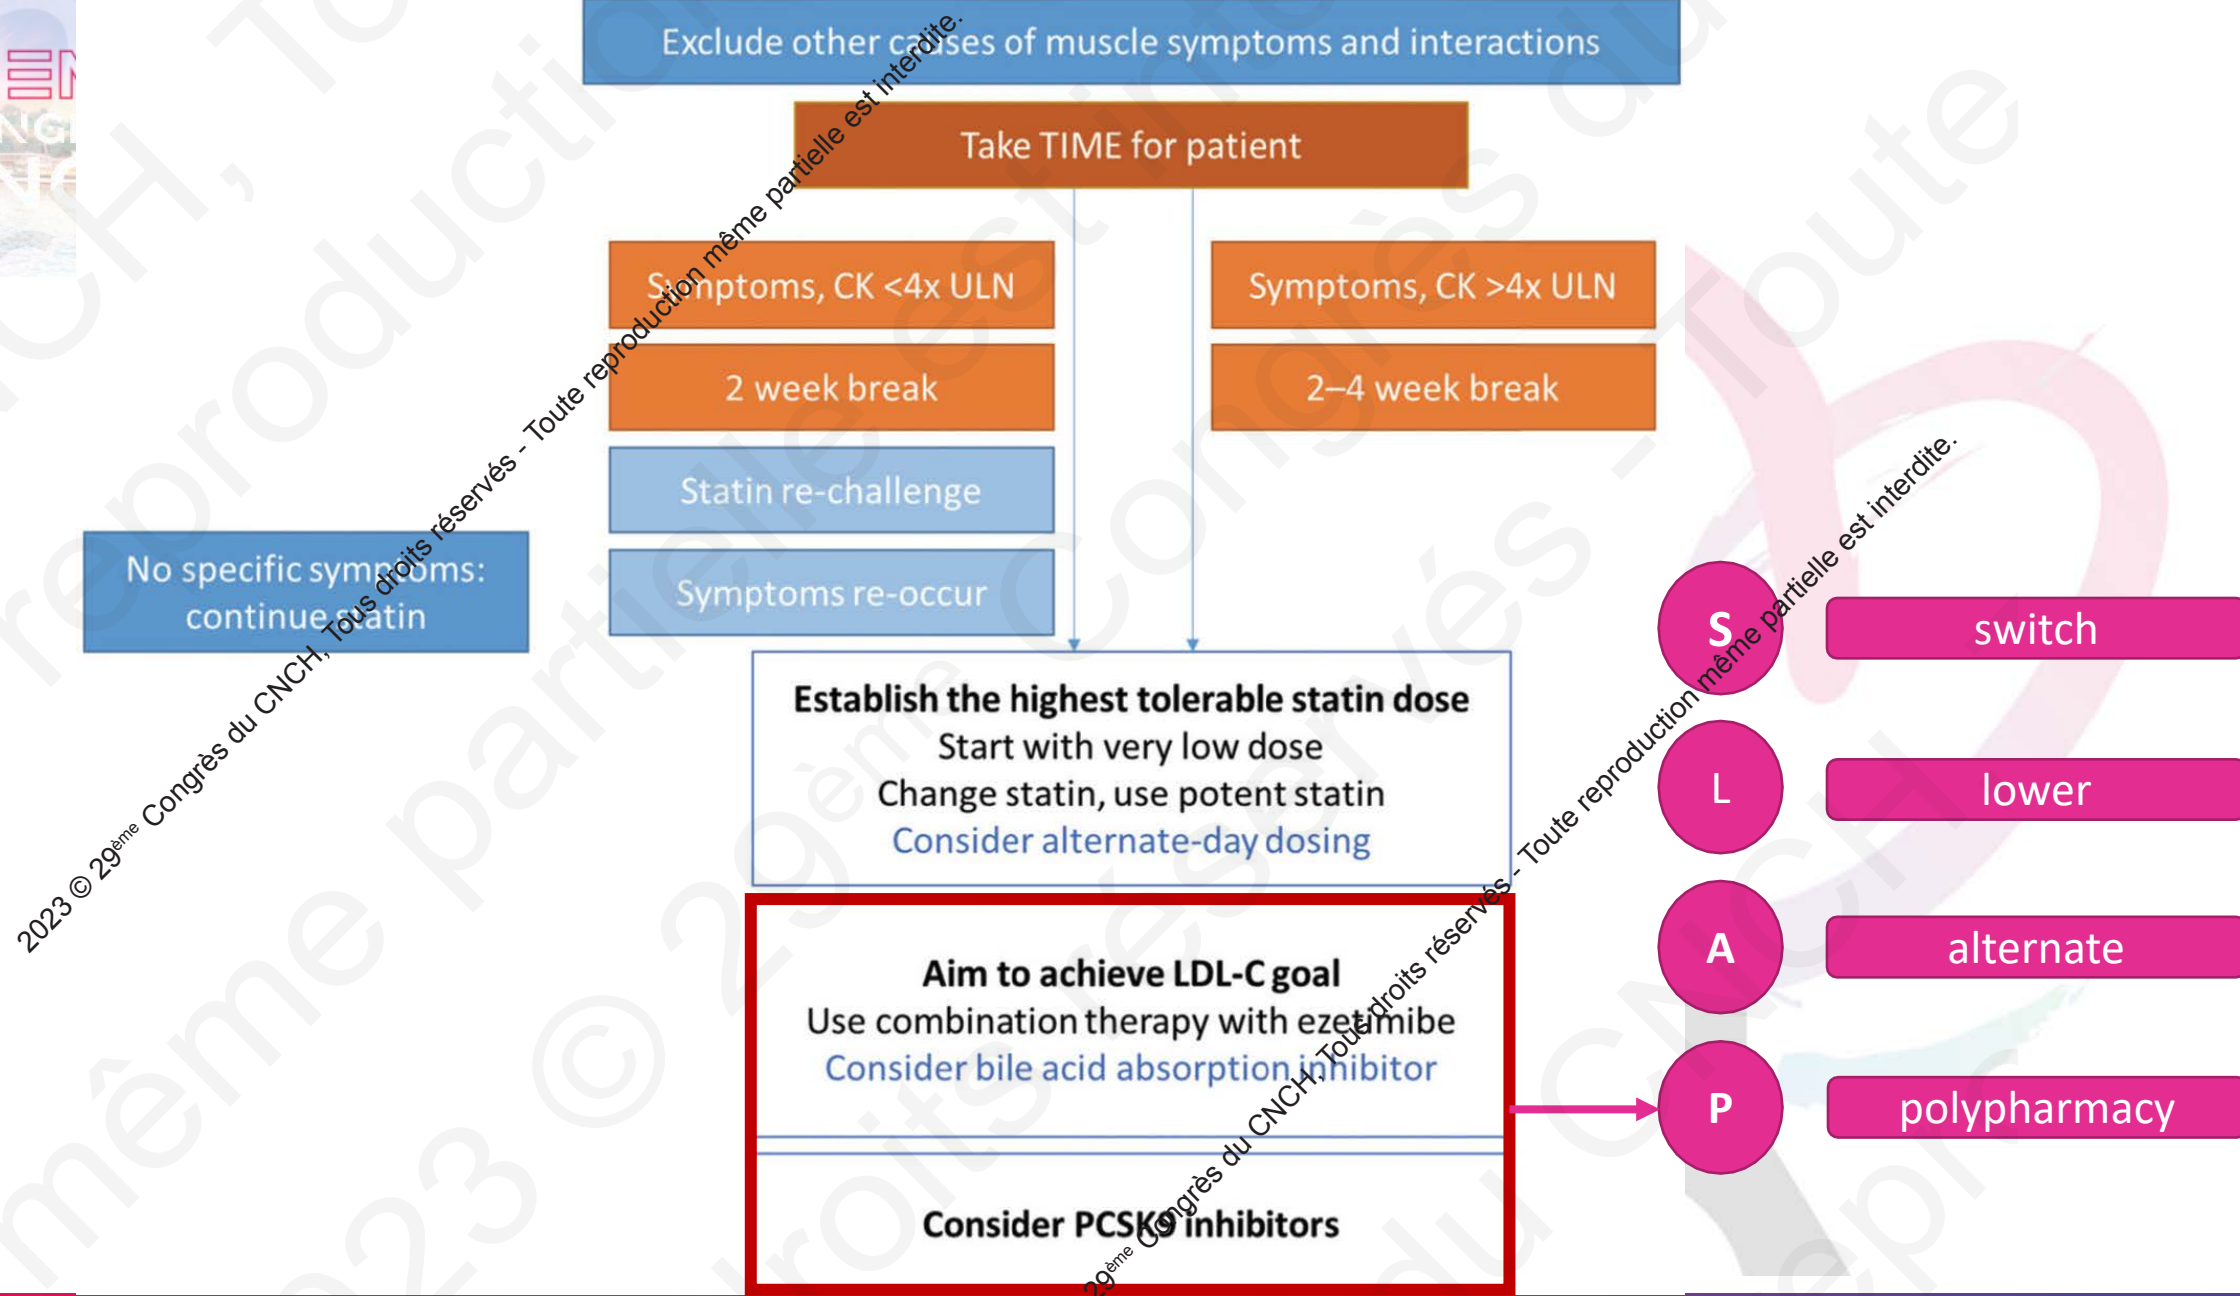 Exclude other causes of muscle symptoms and interactions
Take TIME for patient
Symptoms, CK <4x ULN
Symptoms, CK >4x ULN
2 week break
2–4 week break
Statin re-challenge
No specific symptoms:
continue statin
Symptoms re-occur
Establish the highest tolerable statin dose
Start with very low dose
Change statin, use potent statin
Consider alternate-day dosing
Aim to achieve LDL-C goal
Use combination therapy with ezetimibe
Consider bile acid absorption inhibitor
Consider PCSK9 inhibitors
S
switch
L
lower
A
alternate
P
polypharmacy
2023 © 29ème Congrès du CNCH, Tous droits réservés - Toute reproduction même partielle est interdite.
29ème Congrès du CNCH, Tous droits réservés - Toute reproduction même partielle est interdite.